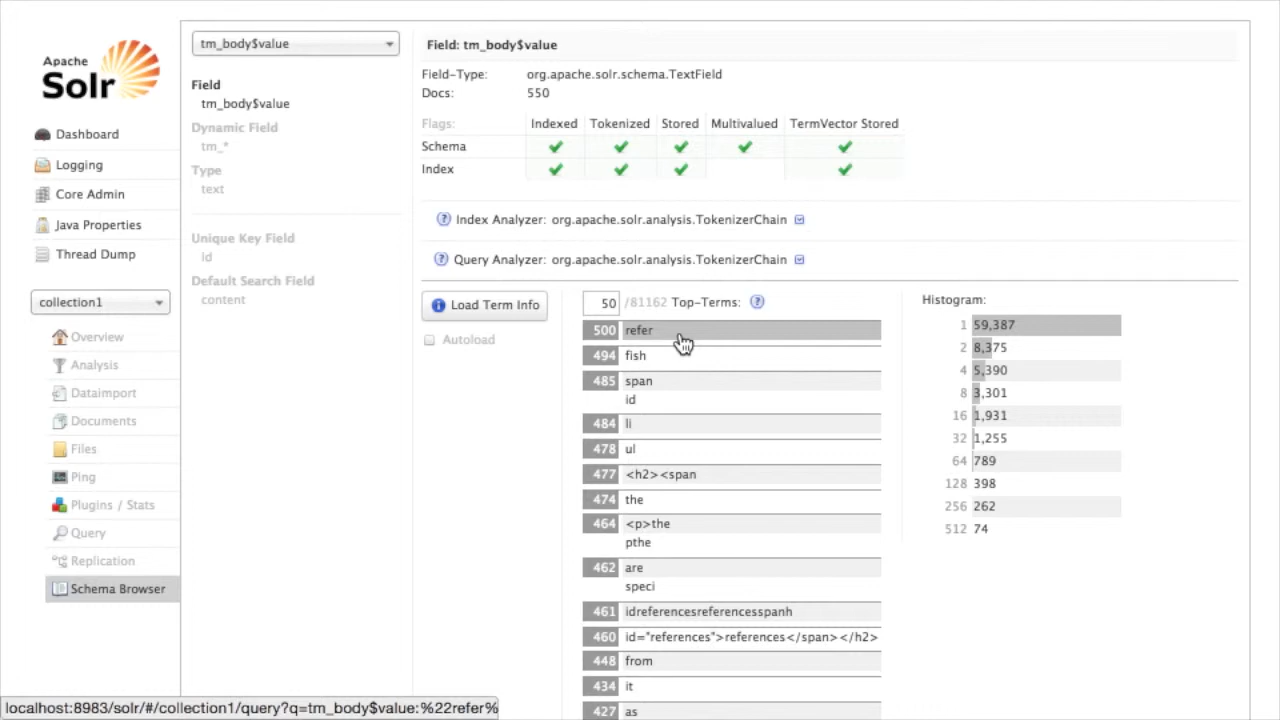 Apache
Solr
Dashboard
Logging
Core Admin
Java Properties
Thread Dump
collection1
Overview
Analysis
Dataimport
Documents
Files
Ping
Plugins / Stats
Query
Replication
Schema Browser
tm_body$value
Field
tm_body$value
Dynamic Field
tm_*
Type
text
Unique Key Field
id
Default Search Field
content
Field: tm_body$value
Field-Type: org.apache.solr.schema.TextField
Docs: 550
Flags: Indexed Tokenized Stored Multivalued TermVector Stored
Schema
Index
Index Analyzer: org.apache.solr.analysis.TokenizerChain
Query Analyzer: org.apache.solr.analysis.TokenizerChain
Load Term Info
Autoload
50 /81162 Top-Terms:
500 refer
494 fish
485 span
id
484 li
478 ul
477 <h2><span
474 the
464 <p>the
pthe
462 are
speci
461 idreferencesreferencesspanh
460 id="references">references</span></h2>
448 from
434 it
427 as
Histogram:
1 59,387
2 8,375
4 5,390
8 3,301
16 1,931
32 1,255
64 789
128 398
256 262
512 74
localhost:8983/solr/#/collection1/query?q=tm_body$value:%22refer%